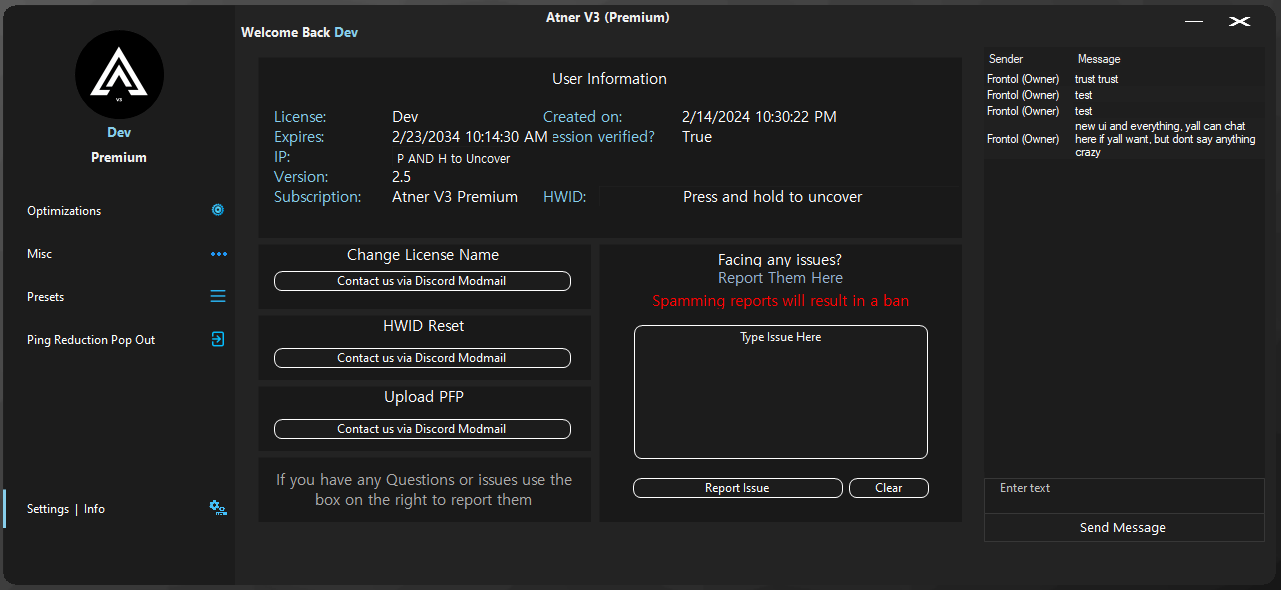 Atner V3 (Premium)
Welcome Back Dev
V3
Dev
Premium
Optimizations
Misc
Presets
Ping Reduction Pop Out
Settings | Info
User Information
License: Dev Created on: 2/14/2024 10:30:22 PM
Expires: 2/23/2034 10:14:30 AM ession verified? True
IP: P AND H to Uncover
Version: 2.5
Subscription: Atner V3 Premium HWID: Press and hold to uncover
Change License Name
Contact us via Discord Modmail
HWID Reset
Contact us via Discord Modmail
Upload PFP
Contact us via Discord Modmail
If you have any Questions or issues use the
box on the right to report them
Facing any issues?
Report Them Here
Spamming reports will result in a ban
Type Issue Here
Report Issue Clear
Sender Message
Frontol (Owner) trust trust
Frontol (Owner) test
Frontol (Owner) test
Frontol (Owner) new ui and everything, yall can chat
here if yall want, but dont say anything
crazy
Enter text
Send Message